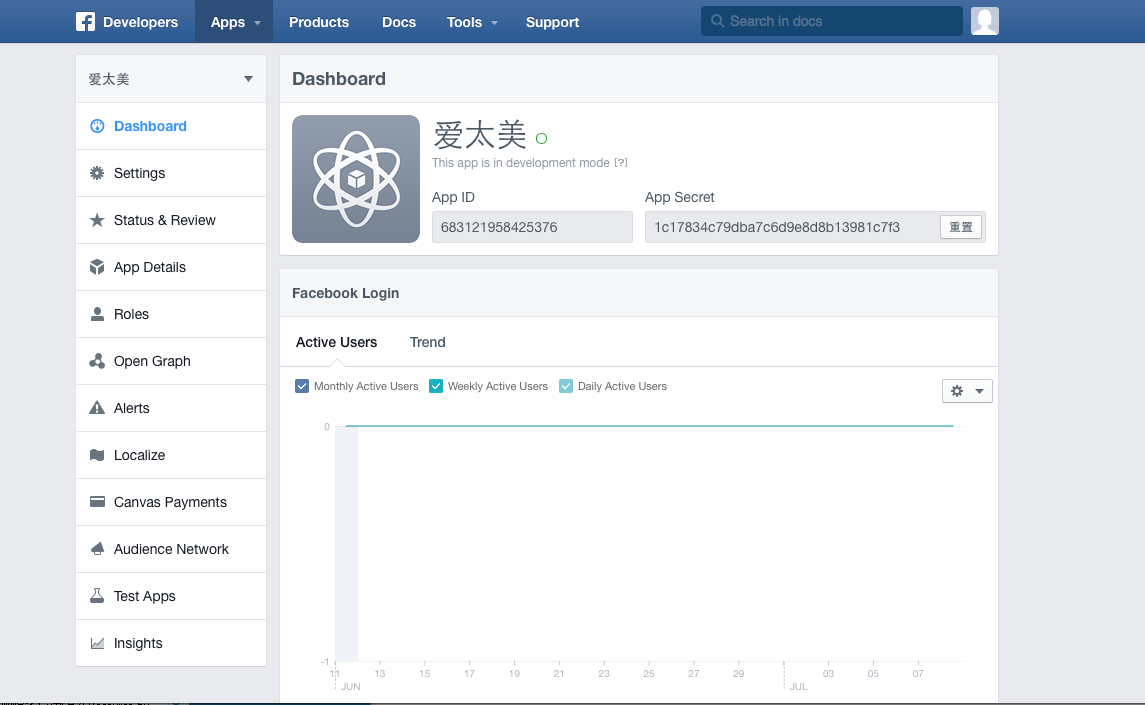 Developers Apps Products Docs Tools Support Search in docs
爱太美
Dashboard
Settings
Status & Review
App Details
Roles
Open Graph
Alerts
Localize
Canvas Payments
Audience Network
Test Apps
Insights
Dashboard
爱太美
This app is in development mode [?]
App ID App Secret
683121958425376 1c17834c79dba7c6d9e8d8b13981c7f3 重置
Facebook Login
Active Users Trend
Monthly Active Users Weekly Active Users Daily Active Users
0
-1
11 13 15 17 19 21 23 25 27 29 03 05 07
JUN JUL